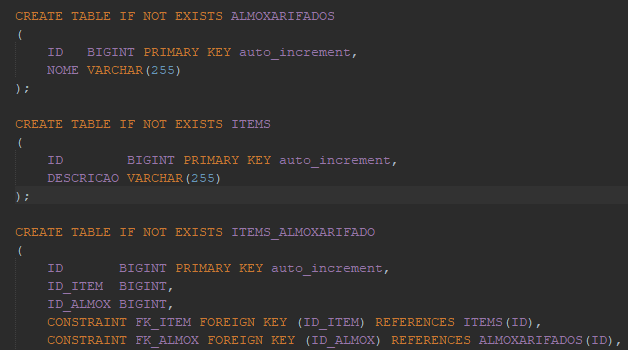 CREATE TABLE IF NOT EXISTS ALMOXARIFADOS
(
ID BIGINT PRIMARY KEY auto_increment,
NOME VARCHAR(255)
);
CREATE TABLE IF NOT EXISTS ITEMS
(
ID BIGINT PRIMARY KEY auto_increment,
DESCRICAO VARCHAR(255)
);
CREATE TABLE IF NOT EXISTS ITEMS_ALMOXARIFADO
(
ID BIGINT PRIMARY KEY auto_increment,
ID_ITEM BIGINT,
ID_ALMOX BIGINT,
CONSTRAINT FK_ITEM FOREIGN KEY (ID_ITEM) REFERENCES ITEMS(ID),
CONSTRAINT FK_ALMOX FOREIGN KEY (ID_ALMOX) REFERENCES ALMOXARIFADOS(ID),